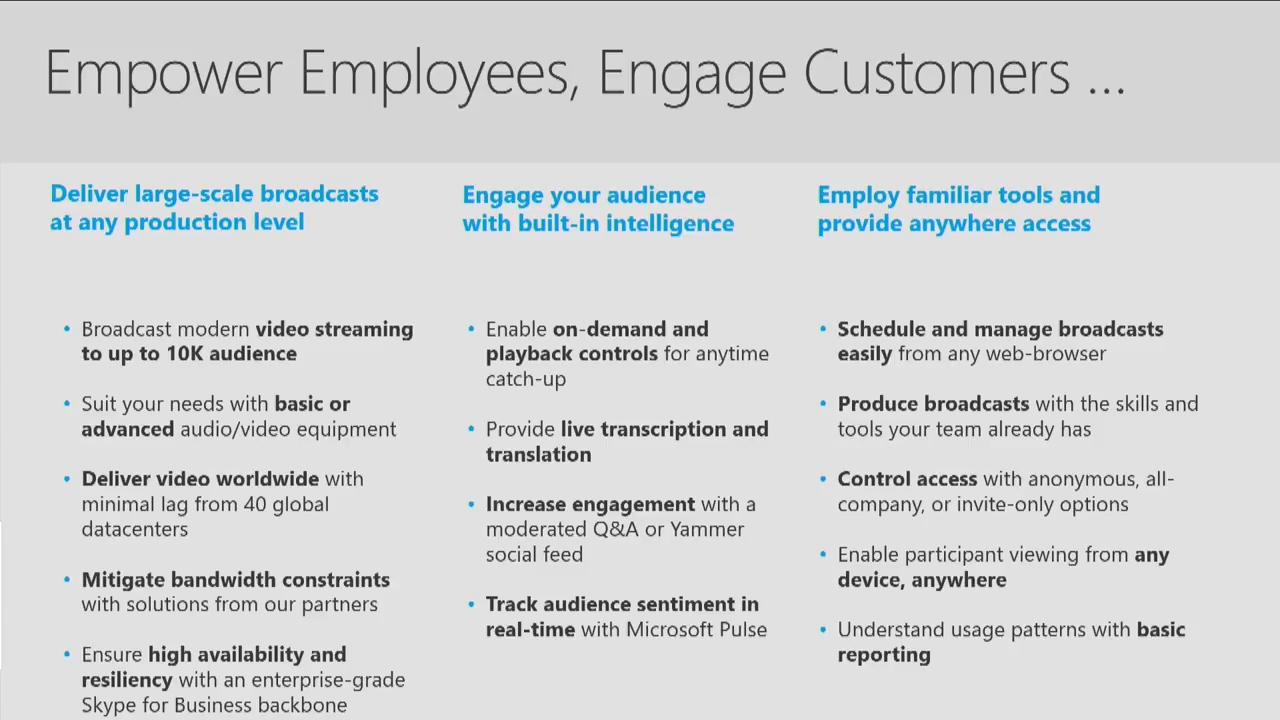 Empower Employees, Engage Customers ...
Deliver large-scale broadcasts
at any production level
• Broadcast modern video streaming
to up to 10K audience
• Suit your needs with basic or
advanced audio/video equipment
• Deliver video worldwide with
minimal lag from 40 global
datacenters
• Mitigate bandwidth constraints
with solutions from our partners
• Ensure high availability and
resiliency with an enterprise-grade
Skype for Business backbone
Engage your audience
with built-in intelligence
• Enable on-demand and
playback controls for anytime
catch-up
• Provide live transcription and
translation
• Increase engagement with a
moderated Q&A or Yammer
social feed
• Track audience sentiment in
real-time with Microsoft Pulse
Employ familiar tools and
provide anywhere access
• Schedule and manage broadcasts
easily from any web-browser
• Produce broadcasts with the skills and
tools your team already has
• Control access with anonymous, all-
company, or invite-only options
• Enable participant viewing from any
device, anywhere
• Understand usage patterns with basic
reporting